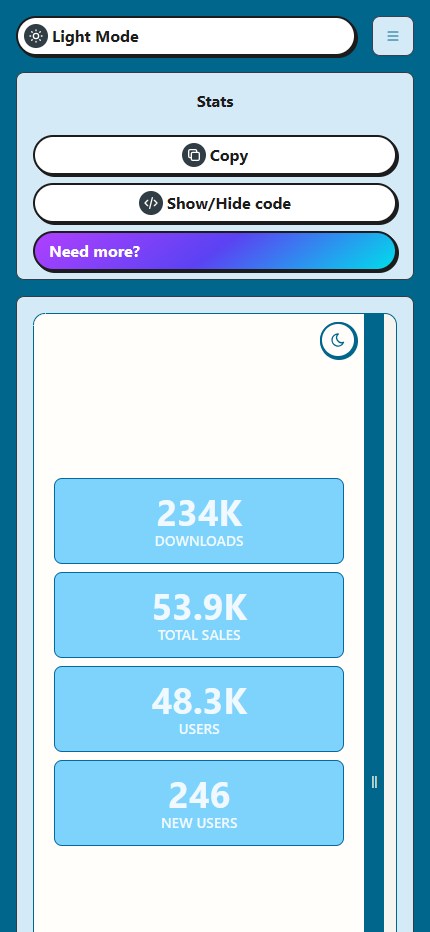 Light Mode
Stats
Copy
Show/Hide code
Need more?
234K
DOWNLOADS
53.9K
TOTAL SALES
48.3K
USERS
246
NEW USERS